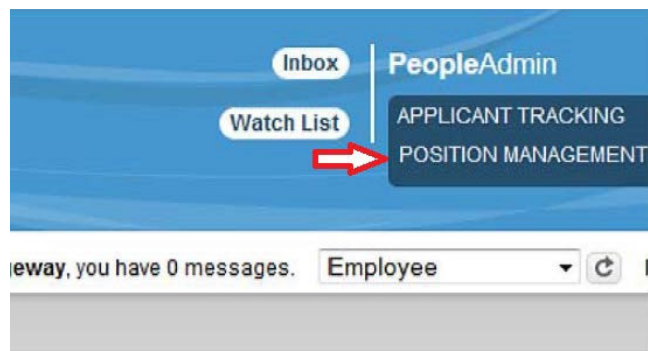 Inbox
PeopleAdmin
Watch List
APPLICANT TRACKING
POSITION MANAGEMENT
eway, you have 0 messages. Employee